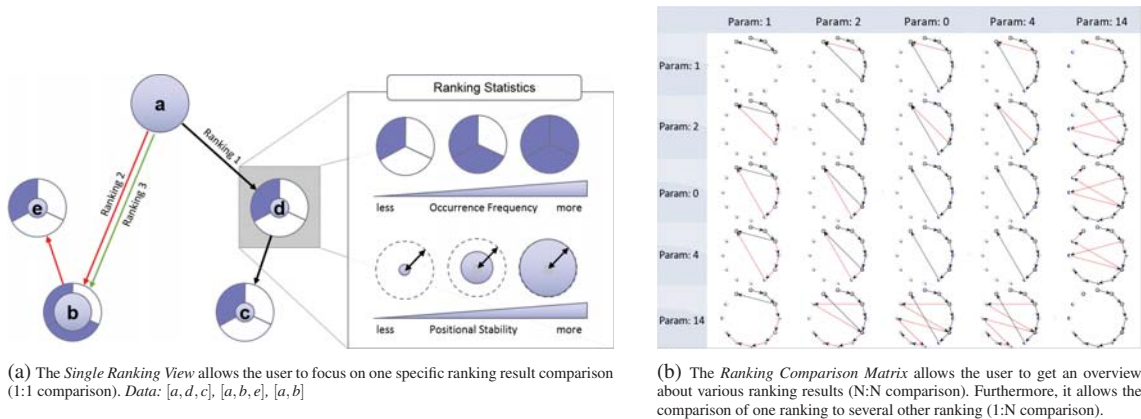 a
Ranking 1
Ranking 2
Ranking 3
e
d
b
c
Ranking Statistics
less Occurrence Frequency more
less Positional Stability more
(a) The Single Ranking View allows the user to focus on one specific ranking result comparison
(1:1 comparison). Data: [a,d,c], [a,b,e], [a,b]
Param: 1 Param: 2 Param: 0 Param: 4 Param: 14
Param: 1
Param: 2
Param: 0
Param: 4
Param: 14
(b) The Ranking Comparison Matrix allows the user to get an overview
about various ranking results (N:N comparison). Furthermore, it allows the
comparison of one ranking to several other ranking (1:N comparison).